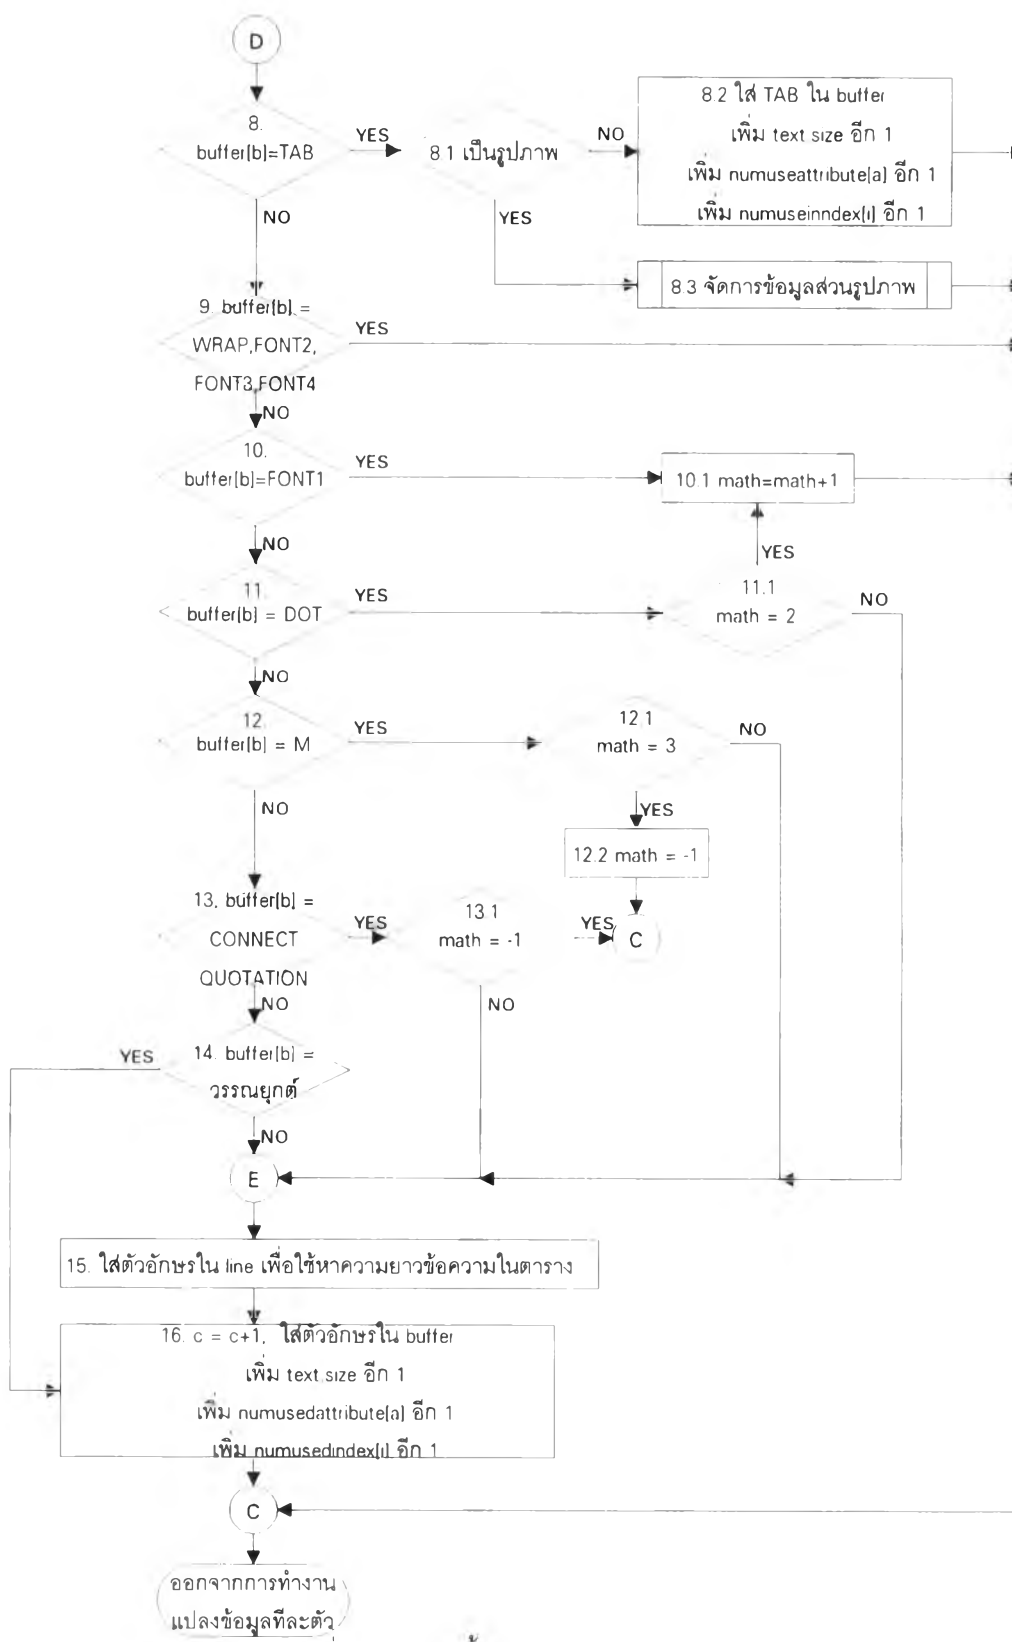 D
8.
buffer[b]=TAB
YES
8.1 เป็นรูปภาพ
NO
8.2 ใส่ TAB ใน buffer
เพิ่ม text size อีก 1
เพิ่ม numuseattribute[a] อีก 1
เพิ่ม numuseinndex[i] อีก 1
NO
YES
8.3 จัดการข้อมูลส่วนรูปภาพ
9. buffer[b] =
WRAP,FONT2,
FONT3,FONT4
YES
NO
10.
buffer[b]=FONT1
YES
10.1 math=math+1
NO
YES
11.
buffer[b] = DOT
YES
11.1
math = 2
NO
NO
12.
buffer[b] = M
YES
12.1
math = 3
NO
NO
YES
12.2 math = -1
13. buffer[b] =
CONNECT
QUOTATION
YES
13.1
math = -1
YES
C
NO
NO
YES
14. buffer[b] =
วรรณยุกต์
NO
E
15. ใส่ตัวอักษรใน line เพื่อใช้หาความยาวข้อความในตาราง
16. c = c+1, ใส่ตัวอักษรใน buffer
เพิ่ม text.size อีก 1
เพิ่ม numusedattribute[a] อีก 1
เพิ่ม numusedindex[i] อีก 1
C
ออกจากการทำงาน
แปลงข้อมูลทีละตัว